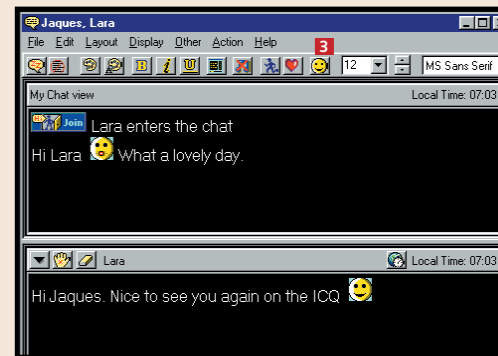 Jaques, Lara
File Edit Layout Display Other Action Help
3
B i U 12 MS Sans Serif
My Chat view Local Time: 07:03
Hi Join Lara enters the chat
Hi Lara What a lovely day.
Lara Local Time: 07:03
Hi Jaques. Nice to see you again on the ICQ